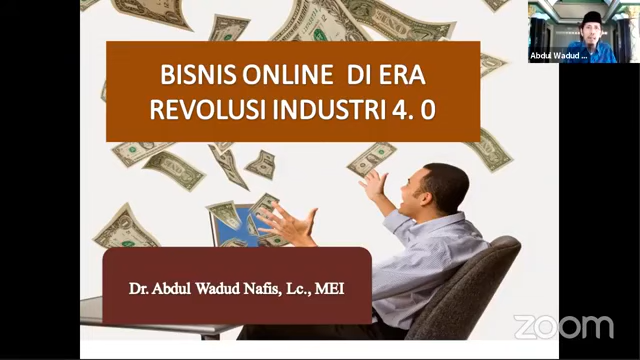 BISNIS ONLINE DI ERA
REVOLUSI INDUSTRI 4. 0
Abdul Wadud ...
Dr. Abdul Wadud Nafis, Lc., MEI
zoom